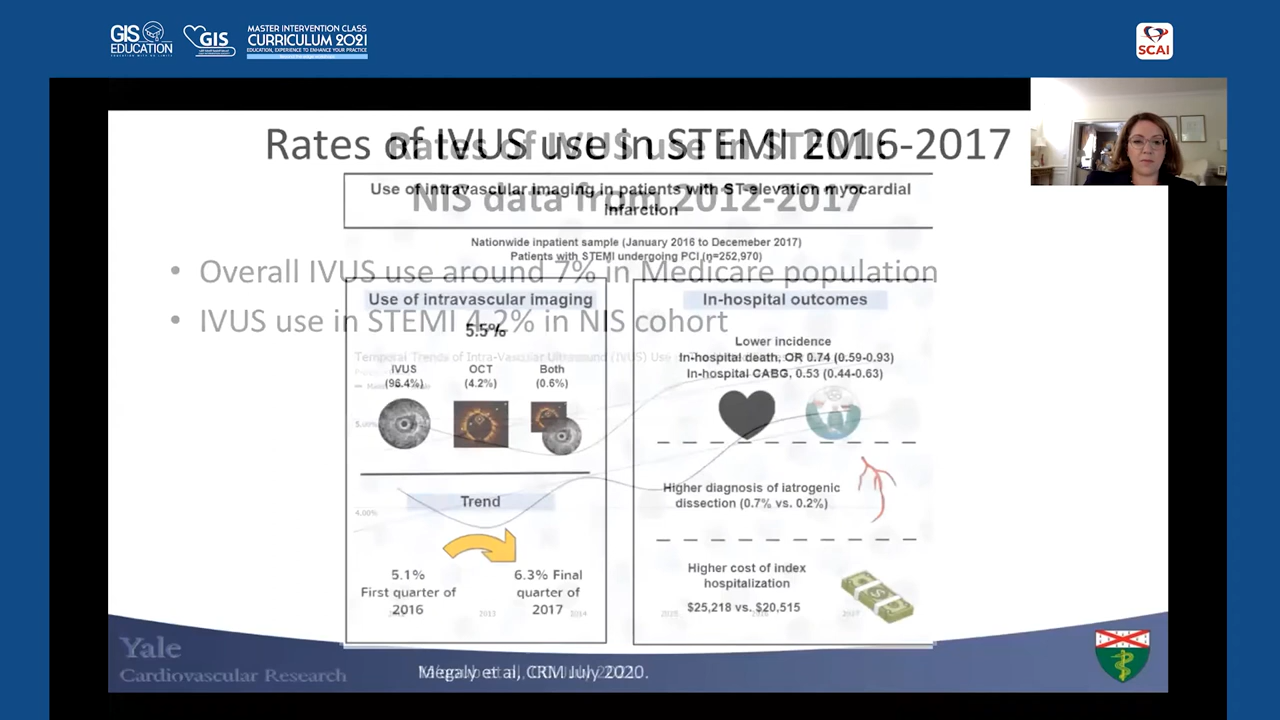 GIS
EDUCATION
GIS
MASTER INTERVENTION CLASS
CURRICULUM 2021
EDUCATION, EXPERIENCE TO ENHANCE YOUR PRACTICE
SCAI
Rates of IVUS use in STEMI 2016-2017
Rates of IVUS use in STEMI:
NIS data from 2012-2017
Use of intravascular imaging in patients with ST-elevation myocardial
infarction
Nationwide inpatient sample (January 2016 to Decemeber 2017)
Patients with STEMI undergoing PCI (n=252,970)
• Overall IVUS use around 7% in Medicare population
• IVUS use in STEMI 4.2% in NIS cohort
Use of intravascular imaging
5.5%
Temporal Trends of Intra-Vascular Ultrasound (IVUS) Use
IVUS
(96.4%)
OCT
(4.2%)
Both
(0.6%)
5.00%
4.00%
Trend
5.1%
First quarter of
2016
6.3% Final
quarter of
2017
2013
2014
In-hospital outcomes
Lower incidence
In-hospital death, OR 0.74 (0.59-0.93)
In-hospital CABG, 0.53 (0.44-0.63)
Higher diagnosis of iatrogenic
dissection (0.7% vs. 0.2%)
Higher cost of index
hospitalization
$25,218 vs. $20,515
2017
Yale
Cardiovascular Research
Megaly et al, CRM July 2020.